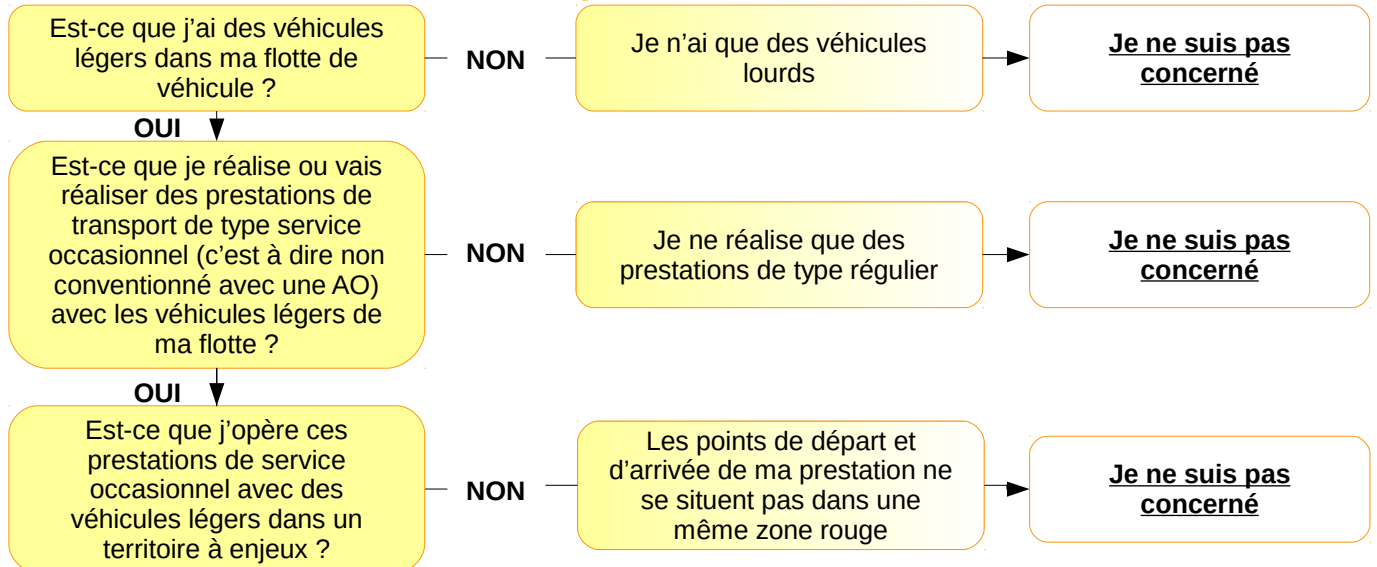 Est-ce que j'ai des véhicules
légers dans ma flotte de
véhicule ?
NON
Je n'ai que des véhicules
lourds
Je ne suis pas
concerné
OUI
Est-ce que je réalise ou vais
réaliser des prestations de
transport de type service
occasionnel (c'est à dire non
conventionné avec une AO)
avec les véhicules légers de
ma flotte ?
NON
Je ne réalise que des
prestations de type régulier
Je ne suis pas
concerné
OUI
Est-ce que j'opère ces
prestations de service
occasionnel avec des
véhicules légers dans un
territoire à enjeux ?
NON
Les points de départ et
d'arrivée de ma prestation ne
se situent pas dans une
même zone rouge
Je ne suis pas
concerné